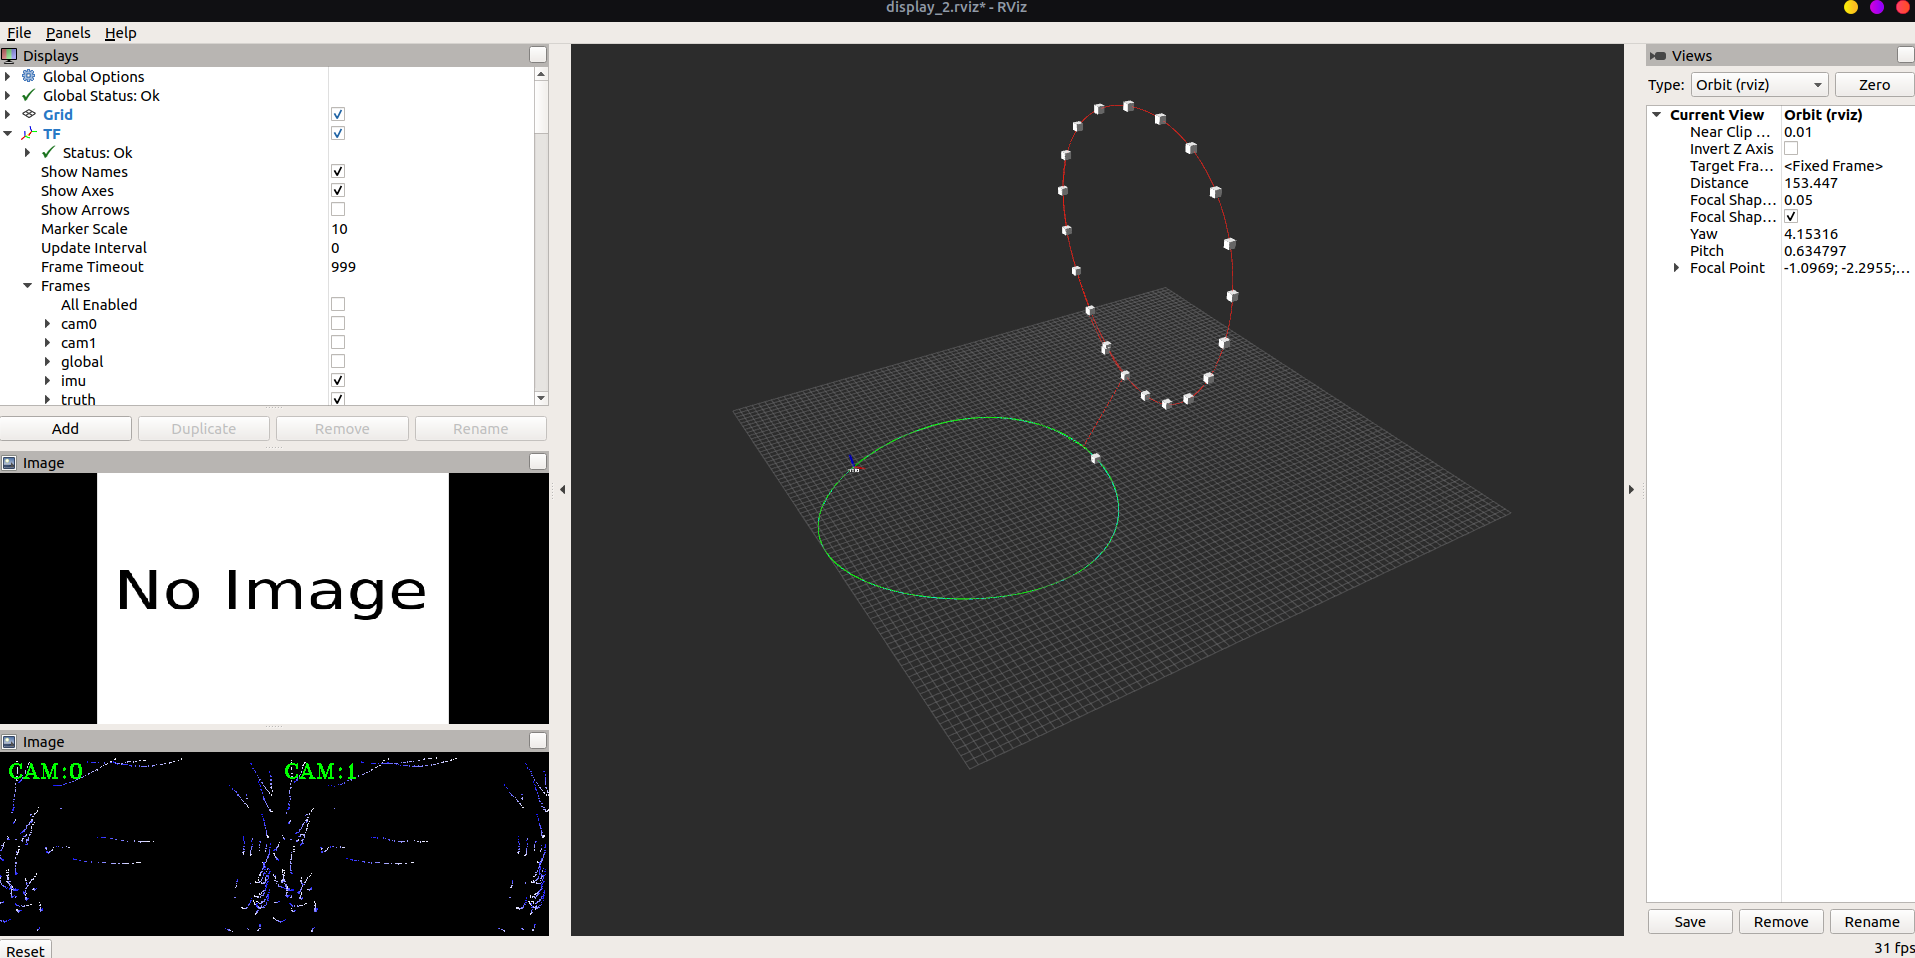 display_2.rviz* - RViz
File Panels Help
Displays
Global Options
Global Status: Ok
Grid
TF
Status: Ok
Show Names
Show Axes
Show Arrows
Marker Scale 10
Update Interval 0
Frame Timeout 999
Frames
All Enabled
cam0
cam1
global
imu
truth
Add Duplicate Remove Rename
Image
No Image
Image
CAM:0 CAM:1
Reset
Views
Type: Orbit (rviz) Zero
Current View Orbit (rviz)
Near Clip ... 0.01
Invert Z Axis
Target Fra... <Fixed Frame>
Distance 153.447
Focal Shap... 0.05
Focal Shap...
Yaw 4.15316
Pitch 0.634797
Focal Point -1.0969; -2.2955;...
Save Remove Rename
31 fps